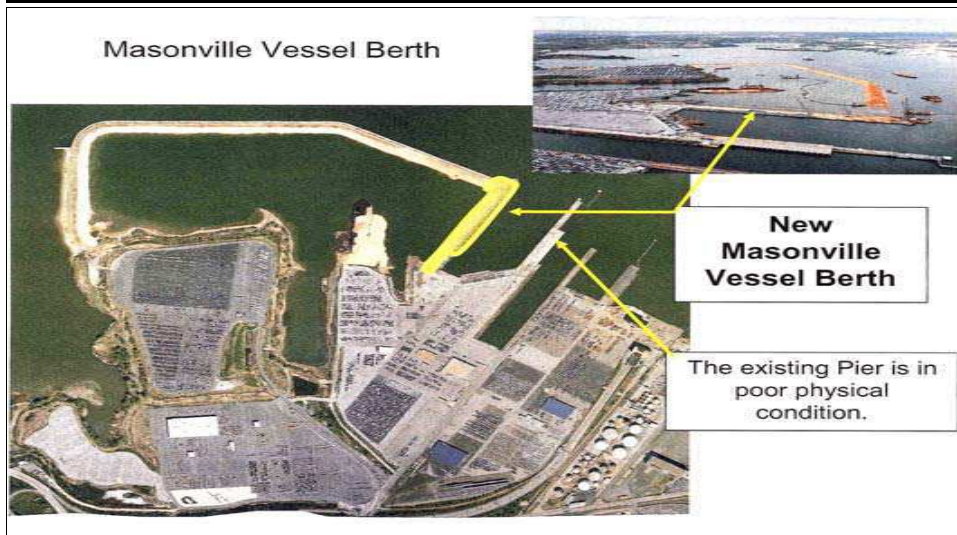 Masonville Vessel Berth
New
Masonville
Vessel Berth
The existing Pier is in
poor physical
condition.